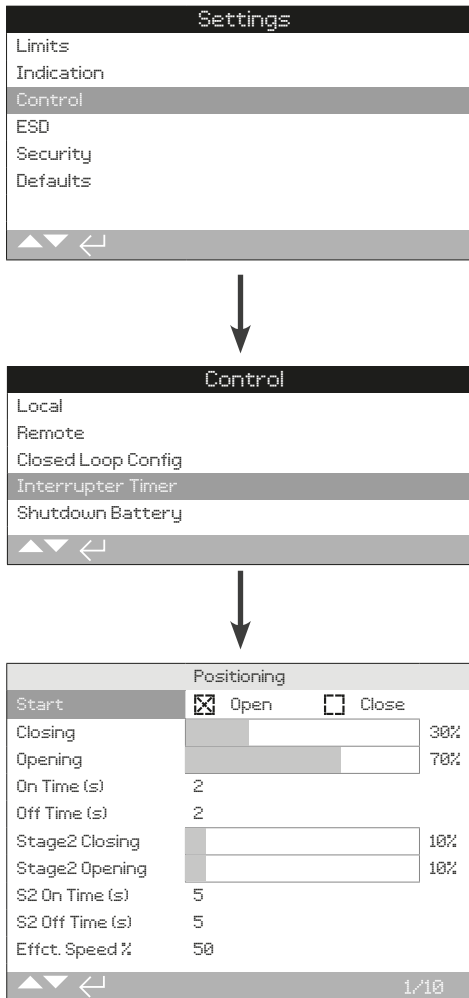 Settings
Limits
Indication
Control
ESD
Security
Defaults
Control
Local
Remote
Closed Loop Config
Interrupter Timer
Shutdown Battery
Positioning
Start Open Close
Closing 30%
Opening 70%
On Time (s) 2
Off Time (s) 2
Stage2 Closing 10%
Stage2 Opening 10%
S2 On Time (s) 5
S2 Off Time (s) 5
Effct. Speed % 50
1/10